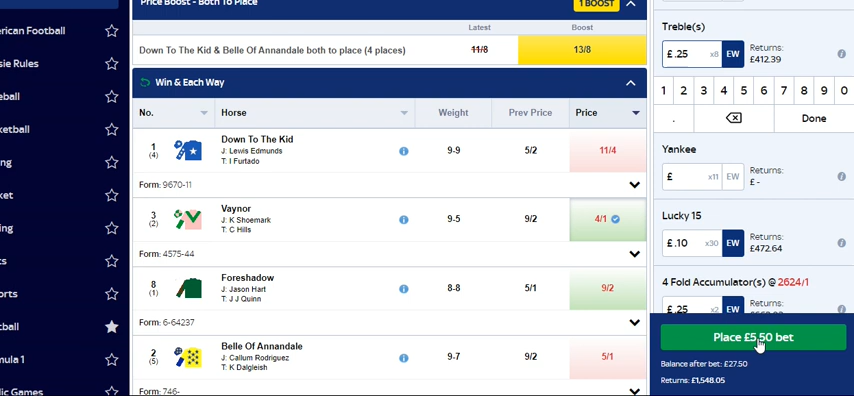 Price Boost - Both To Place
1 BOOST
Latest
Boost
Down To The Kid & Belle Of Annandale both to place (4 places)
11/8
13/8
Win & Each Way
No.
Horse
Weight
Prev Price
Price
1
(4)
Down To The Kid
J: Lewis Edmunds
T: I Furtado
9-9
5/2
11/4
Form: 9670-11
3
(2)
Vaynor
J: K Shoemark
T: C Hills
9-5
9/2
4/1
Form: 4575-44
8
(1)
Foreshadow
J: Jason Hart
T: J J Quinn
8-8
5/1
9/2
Form: 6-64237
2
(5)
Belle Of Annandale
J: Callum Rodriguez
T: K Dalgleish
9-7
9/2
5/1
Form: 746-
erican Football
sie Rules
eball
ketball
ng
cket
ling
s
orts
tball
mula 1
lic Games
Treble(s)
£ .25
x8
EW
Returns:
£412.39
1 2 3 4 5 6 7 8 9 0
.
Done
Yankee
£
x11
EW
Returns:
£ -
Lucky 15
£ .10
x30
EW
Returns:
£472.64
4 Fold Accumulator(s) @ 2624/1
£ .25
x2
EW
Returns:
Place £5.50 bet
Balance after bet: £27.50
Returns: £1,548.05